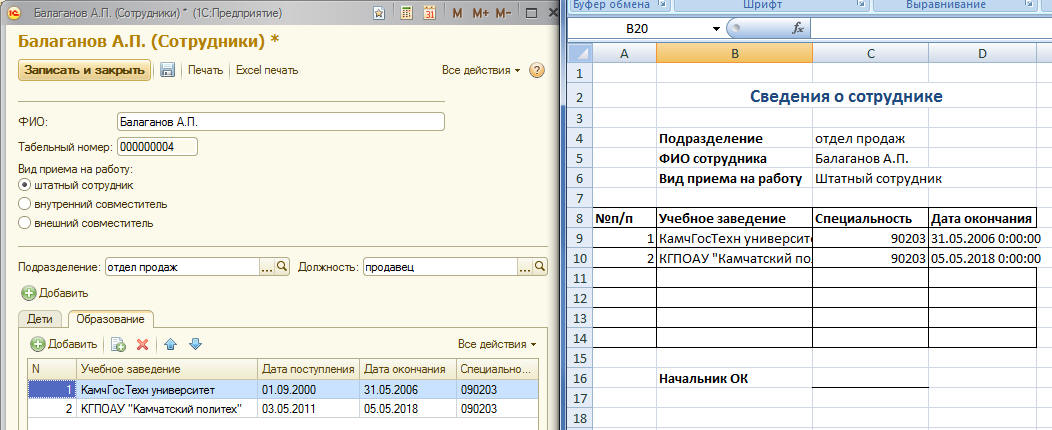 Балаганов А.П. (Сотрудники) * (1С:Предприятие)
M M+ M-
Балаганов А.П. (Сотрудники) *
Записать и закрыть Печать Excel печать Все действия ?
ФИО: Балаганов А.П.
Табельный номер: 000000004
Вид приема на работу:
штатный сотрудник
внутренний совместитель
внешний совместитель
Подразделение: отдел продаж ... Должность: продавец ...
Добавить
Дети Образование
Добавить Все действия
N Учебное заведение Дата поступления Дата окончания Специально...
1 КамчГосТехн университет 01.09.2000 31.05.2006 090203
2 КГПОАУ "Камчатский политех" 03.05.2011 05.05.2018 090203
Буфер обмена Шрифт Выравнивание
B20 fx
A B C D
1
2 Сведения о сотруднике
3
4 Подразделение отдел продаж
5 ФИО сотрудника Балаганов А.П.
6 Вид приема на работу Штатный сотрудник
7
8 №п/п Учебное заведение Специальность Дата окончания
9 1 КамчГосТехн университе 90203 31.05.2006 0:00:00
10 2 КГПОАУ "Камчатский пол 90203 05.05.2018 0:00:00
11
12
13
14
15
16 Начальник ОК
17
18